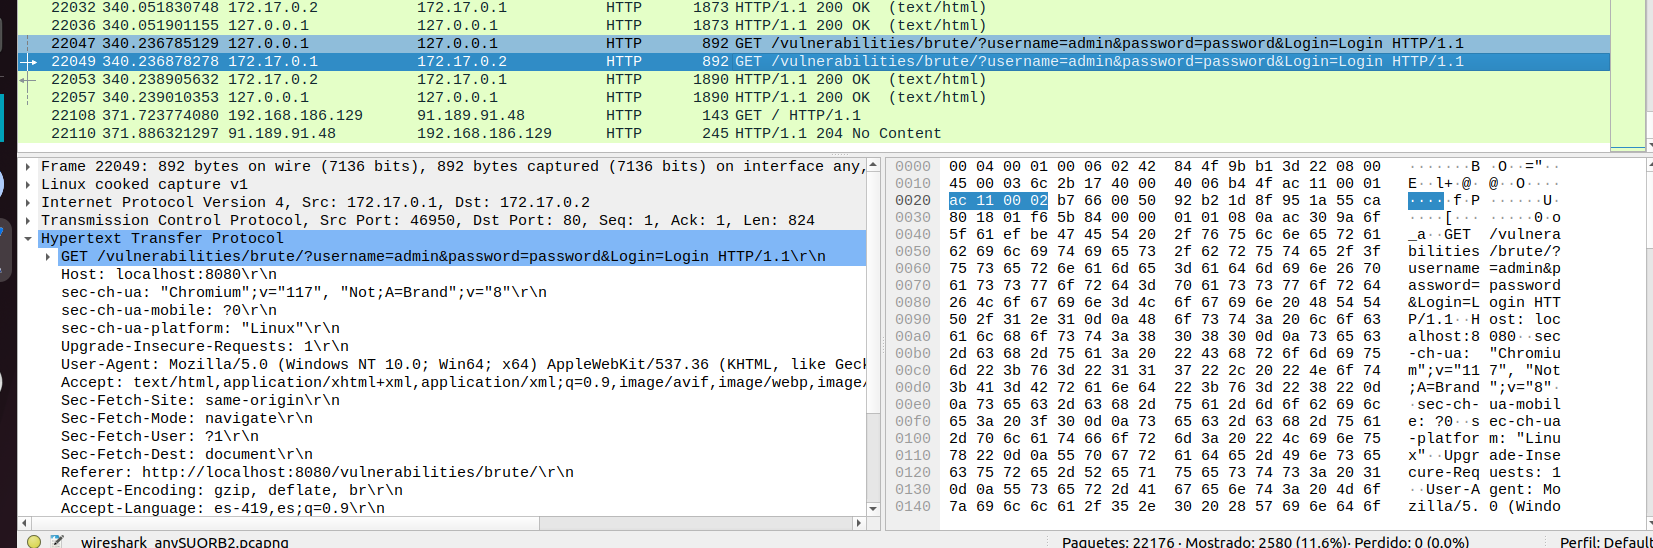 22032 340.051830748 172.17.0.2 172.17.0.1 HTTP 1873 HTTP/1.1 200 OK (text/html)
22036 340.051901155 127.0.0.1 127.0.0.1 HTTP 1873 HTTP/1.1 200 OK (text/html)
22047 340.236785129 127.0.0.1 127.0.0.1 HTTP 892 GET /vulnerabilities/brute/?username=admin&password=password&Login=Login HTTP/1.1
22049 340.236878278 172.17.0.1 172.17.0.2 HTTP 892 GET /vulnerabilities/brute/?username=admin&password=password&Login=Login HTTP/1.1
22053 340.238905632 172.17.0.2 172.17.0.1 HTTP 1890 HTTP/1.1 200 OK (text/html)
22057 340.239010353 127.0.0.1 127.0.0.1 HTTP 1890 HTTP/1.1 200 OK (text/html)
22108 371.723774080 192.168.186.129 91.189.91.48 HTTP 143 GET / HTTP/1.1
22110 371.886321297 91.189.91.48 192.168.186.129 HTTP 245 HTTP/1.1 204 No Content
Frame 22049: 892 bytes on wire (7136 bits), 892 bytes captured (7136 bits) on interface any,
Linux cooked capture v1
Internet Protocol Version 4, Src: 172.17.0.1, Dst: 172.17.0.2
Transmission Control Protocol, Src Port: 46950, Dst Port: 80, Seq: 1, Ack: 1, Len: 824
Hypertext Transfer Protocol
GET /vulnerabilities/brute/?username=admin&password=password&Login=Login HTTP/1.1\r\n
Host: localhost:8080\r\n
sec-ch-ua: "Chromium";v="117", "Not;A=Brand";v="8"\r\n
sec-ch-ua-mobile: ?0\r\n
sec-ch-ua-platform: "Linux"\r\n
Upgrade-Insecure-Requests: 1\r\n
User-Agent: Mozilla/5.0 (Windows NT 10.0; Win64; x64) AppleWebKit/537.36 (KHTML, like Geck
Accept: text/html,application/xhtml+xml,application/xml;q=0.9,image/avif,image/webp,image/
Sec-Fetch-Site: same-origin\r\n
Sec-Fetch-Mode: navigate\r\n
Sec-Fetch-User: ?1\r\n
Sec-Fetch-Dest: document\r\n
Referer: http://localhost:8080/vulnerabilities/brute/\r\n
Accept-Encoding: gzip, deflate, br\r\n
Accept-Language: es-419,es;q=0.9\r\n
0000 00 04 00 01 00 06 02 42 84 4f 9b b1 3d 22 08 00 ·······B ·O··="··
0010 45 00 03 6c 2b 17 40 00 40 06 b4 4f ac 11 00 01 E··l+·@· @··O····
0020 ac 11 00 02 b7 66 00 50 92 b2 1d 8f 95 1a 55 ca ·····f·P ······U·
0030 80 18 01 f6 5b 84 00 00 01 01 08 0a ac 30 9a 6f ····[··· ·····0·o
0040 5f 61 ef be 47 45 54 20 2f 76 75 6c 6e 65 72 61 _a··GET /vulnera
0050 62 69 6c 69 74 69 65 73 2f 62 72 75 74 65 2f 3f bilities /brute/?
0060 75 73 65 72 6e 61 6d 65 3d 61 64 6d 69 6e 26 70 username =admin&p
0070 61 73 73 77 6f 72 64 3d 70 61 73 73 77 6f 72 64 assword= password
0080 26 4c 6f 67 69 6e 3d 4c 6f 67 69 6e 20 48 54 54 &Login=L ogin HTT
0090 50 2f 31 2e 31 0d 0a 48 6f 73 74 3a 20 6c 6f 63 P/1.1··H ost: loc
00a0 61 6c 68 6f 73 74 3a 38 30 38 30 0d 0a 73 65 63 alhost:8 080··sec
00b0 2d 63 68 2d 75 61 3a 20 22 43 68 72 6f 6d 69 75 -ch-ua: "Chromiu
00c0 6d 22 3b 76 3d 22 31 31 37 22 2c 20 22 4e 6f 74 m";v="11 7", "Not
00d0 3b 41 3d 42 72 61 6e 64 22 3b 76 3d 22 38 22 0d ;A=Brand ";v="8"·
00e0 0a 73 65 63 2d 63 68 2d 75 61 2d 6d 6f 62 69 6c ·sec-ch- ua-mobil
00f0 65 3a 20 3f 30 0d 0a 73 65 63 2d 63 68 2d 75 61 e: ?0··s ec-ch-ua
0100 2d 70 6c 61 74 66 6f 72 6d 3a 20 22 4c 69 6e 75 -platfor m: "Linu
0110 78 22 0d 0a 55 70 67 72 61 64 65 2d 49 6e 73 65 x"··Upgr ade-Inse
0120 63 75 72 65 2d 52 65 71 75 65 73 74 73 3a 20 31 cure-Req uests: 1
0130 0d 0a 55 73 65 72 2d 41 67 65 6e 74 3a 20 4d 6f ··User-A gent: Mo
0140 7a 69 6c 6c 61 2f 35 2e 30 20 28 57 69 6e 64 6f zilla/5. 0 (Windo
wireshark_anySUORB2.pcapng Paquetes: 22176 · Mostrado: 2580 (11.6%)· Perdido: 0 (0.0%) Perfil: Default